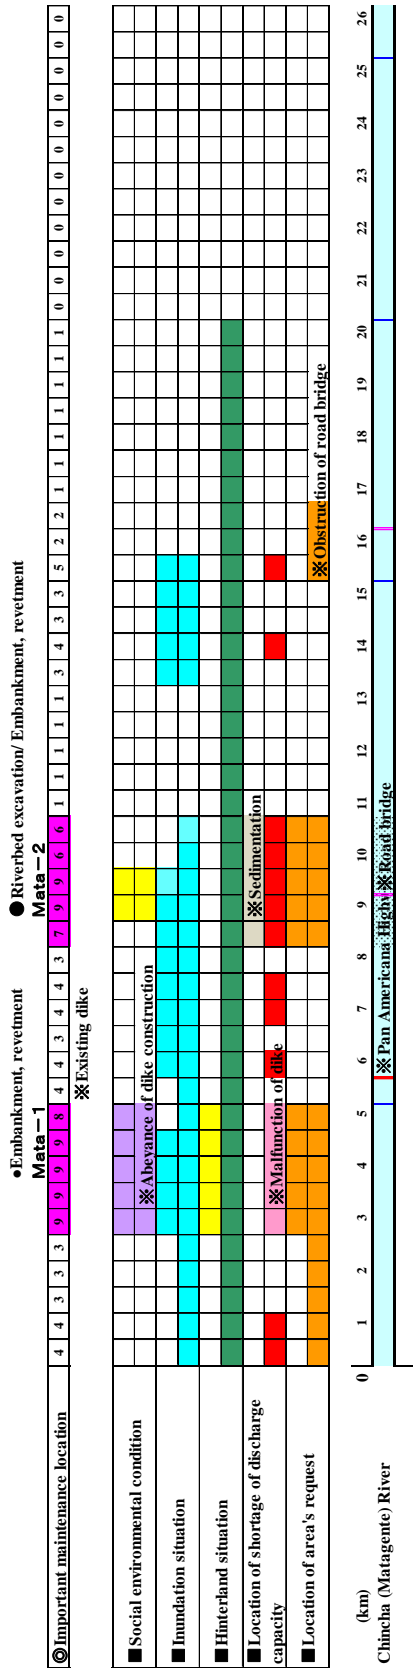 ●Embankment, revetment
●Riverbed excavation/ Embankment, revetment
Mata－1
Mata－2
◎Important maintenance location 4 4 3 3 3 9 9 9 9 8 4 4 3 4 4 3 7 9 9 6 6 1 1 1 1 1 3 4 3 3 5 2 2 1 1 1 1 1 1 1 0 0 0 0 0 0 0 0 0 0 0 0
※Existing dike
■Social environmental condition
※Abeyance of dike construction
■Inundation situation
■Hinterland situation
■Location of shortage of discharge
capacity
※Sedimentation
※Malfunction of dike
■Location of area's request
※Obstruction of road bridge
(km) 0 1 2 3 4 5 6 7 8 9 10 11 12 13 14 15 16 17 18 19 20 21 22 23 24 25 26
Chincha (Matagente) River
※Pan Americana Highw
※Road bridge